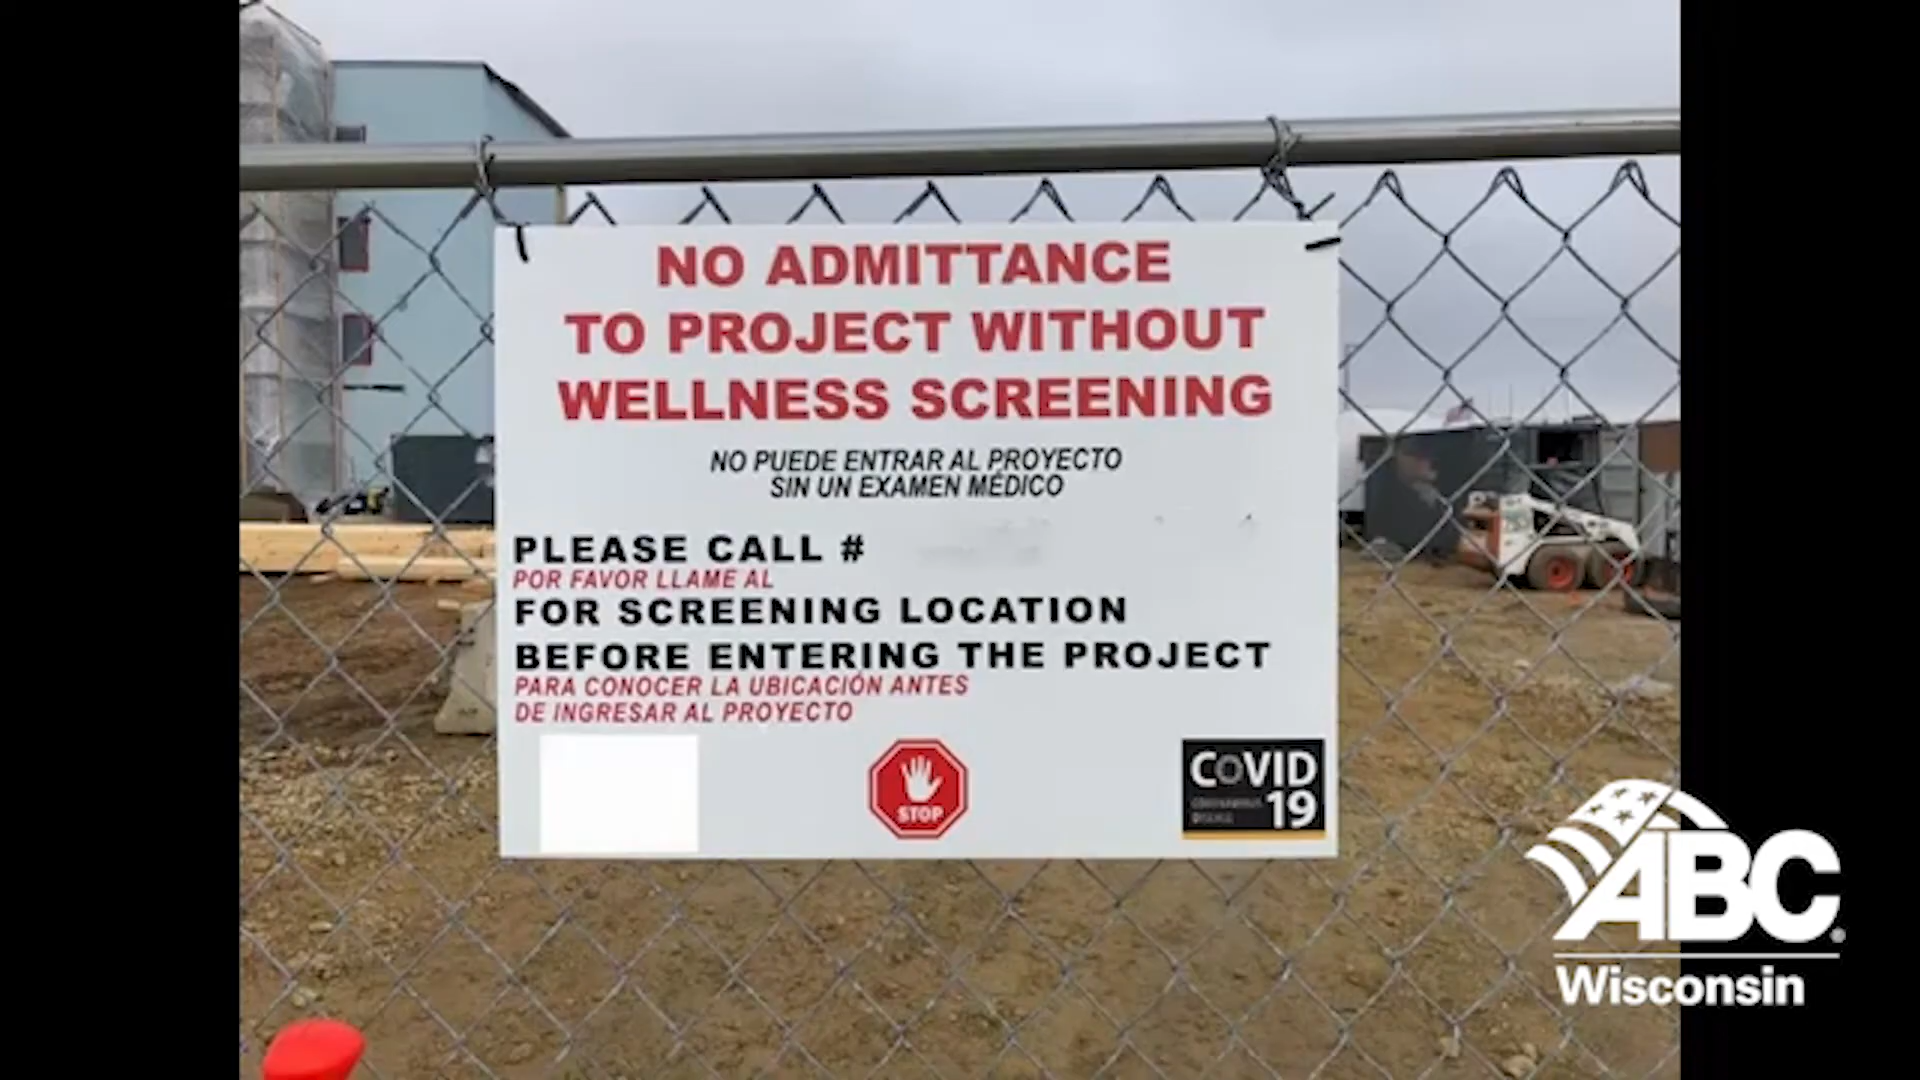 NO ADMITTANCE
TO PROJECT WITHOUT
WELLNESS SCREENING
NO PUEDE ENTRAR AL PROYECTO
SIN UN EXAMEN MÉDICO
PLEASE CALL #
POR FAVOR LLAME AL
FOR SCREENING LOCATION
BEFORE ENTERING THE PROJECT
PARA CONOCER LA UBICACIÓN ANTES
DE INGRESAR AL PROYECTO
STOP
COVID
19
ABC
Wisconsin